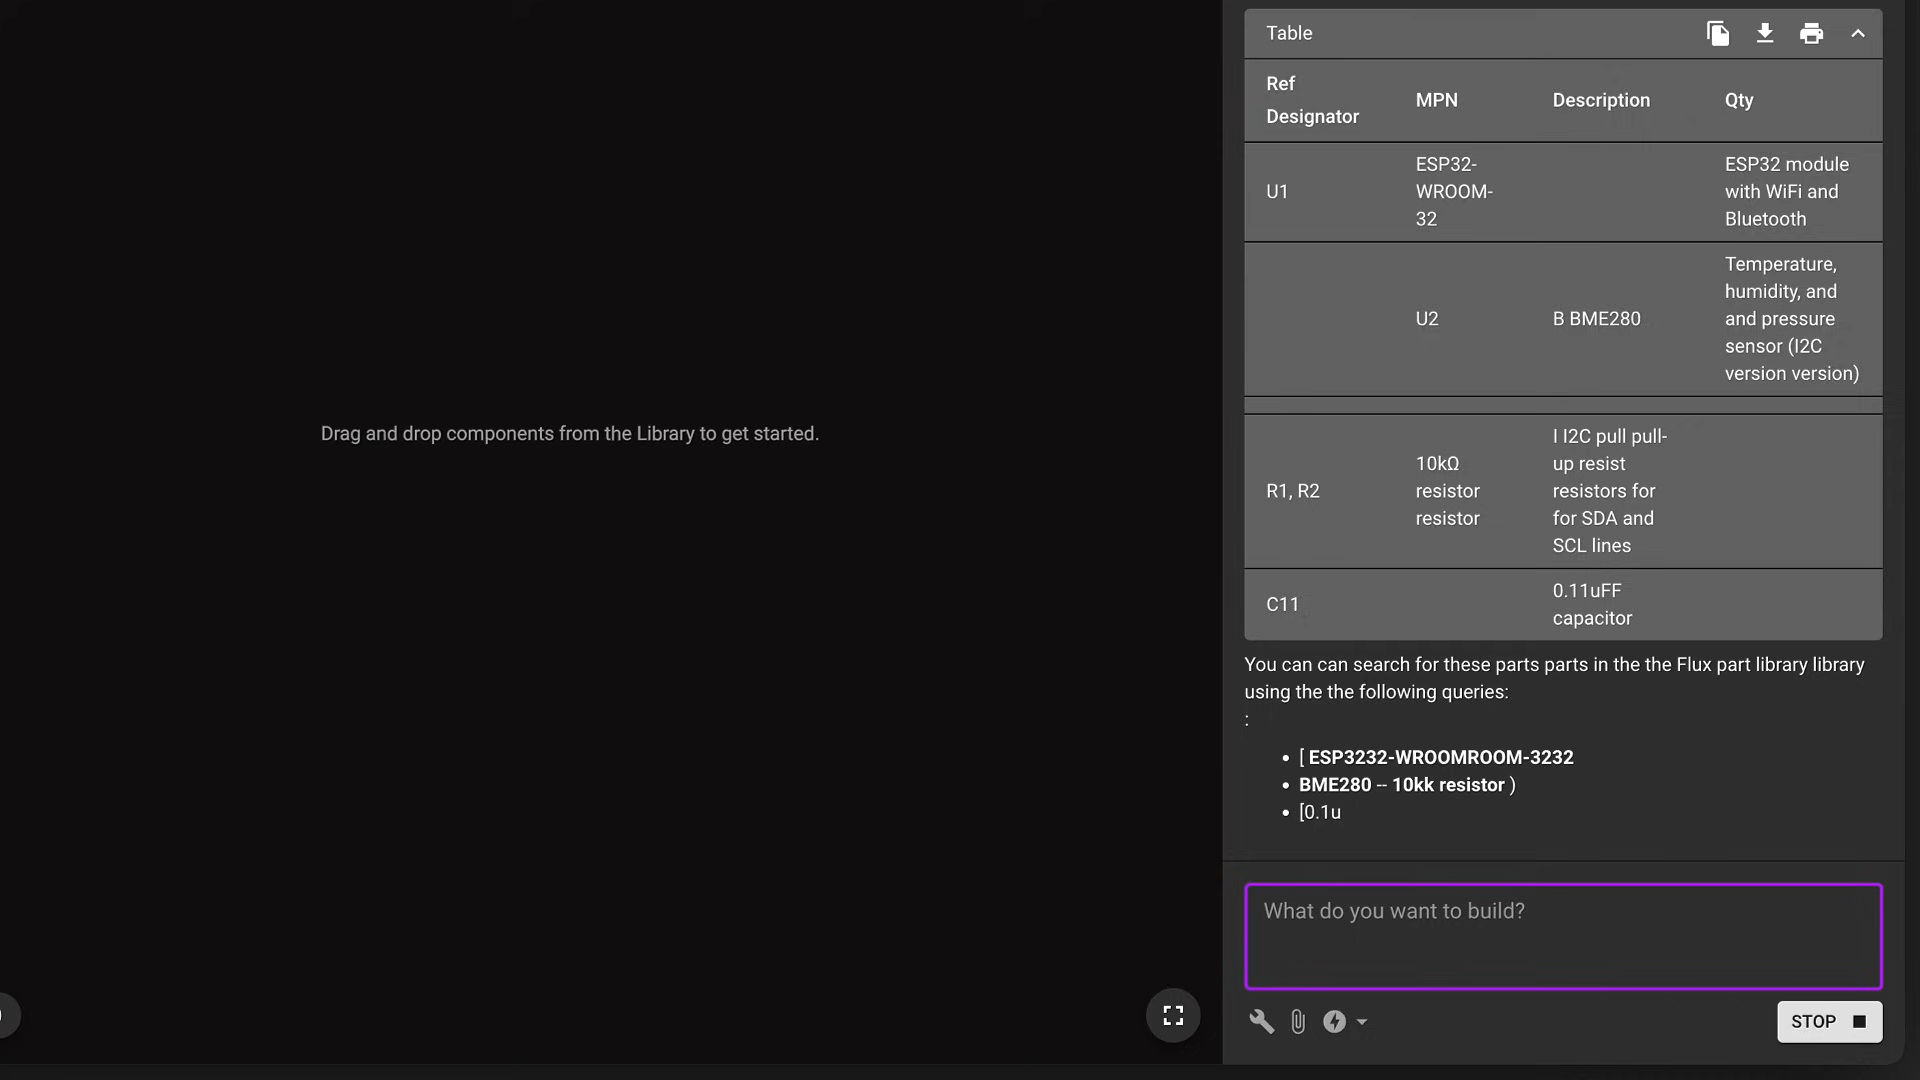 Table
Ref
Designator
MPN
Description
Qty
U1
ESP32-
WROOM-
32
ESP32 module
with WiFi and
Bluetooth
U2
B BME280
Temperature,
humidity, and
and pressure
sensor (I2C
version version)
R1, R2
10kΩ
resistor
resistor
I I2C pull pull-
up resist
resistors for
for SDA and
SCL lines
C11
0.11uFF
capacitor
Drag and drop components from the Library to get started.
You can can search for these parts parts in the the Flux part library library
using the the following queries:
:
[ ESP3232-WROOMROOM-3232
BME280 -- 10kk resistor )
[0.1u
What do you want to build?
STOP